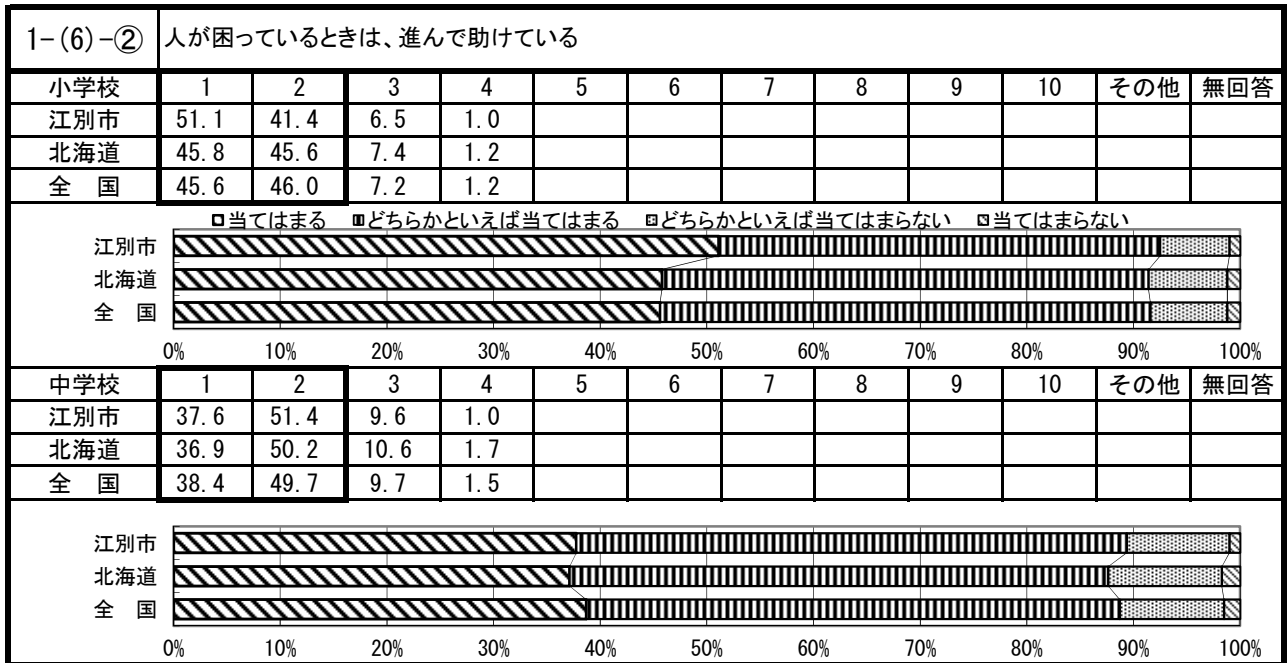 1-(6)-② 人が困っているときは、進んで助けている
小学校 1 2 3 4 5 6 7 8 9 10 その他 無回答
江別市 51.1 41.4 6.5 1.0
北海道 45.8 45.6 7.4 1.2
全 国 45.6 46.0 7.2 1.2
当てはまる どちらかといえば当てはまる どちらかといえば当てはまらない 当てはまらない
江別市
北海道
全 国
0% 10% 20% 30% 40% 50% 60% 70% 80% 90% 100%
中学校 1 2 3 4 5 6 7 8 9 10 その他 無回答
江別市 37.6 51.4 9.6 1.0
北海道 36.9 50.2 10.6 1.7
全 国 38.4 49.7 9.7 1.5
江別市
北海道
全 国
0% 10% 20% 30% 40% 50% 60% 70% 80% 90% 100%